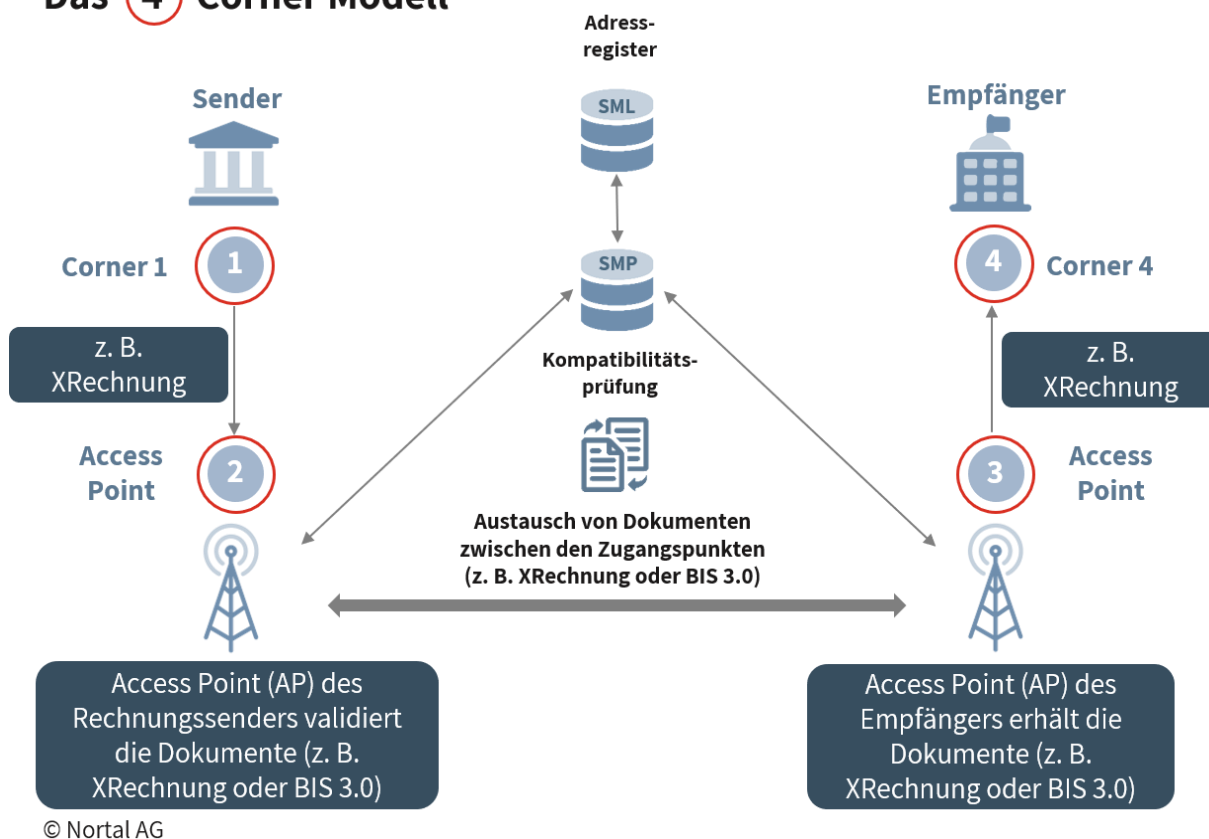 Das 4 Corner Modell
Adress-
register
Sender
SML
Empfänger
Corner 1
1
SMP
4
Corner 4
z. B.
XRechnung
Kompatibilitäts-
prüfung
z. B.
XRechnung
Access
Point
2
3
Access
Point
Austausch von Dokumenten
zwischen den Zugangspunkten
(z. B. XRechnung oder BIS 3.0)
Access Point (AP) des
Rechnungssenders validiert
die Dokumente (z. B.
XRechnung oder BIS 3.0)
Access Point (AP) des
Empfängers erhält die
Dokumente (z. B.
XRechnung oder BIS 3.0)
© Nortal AG